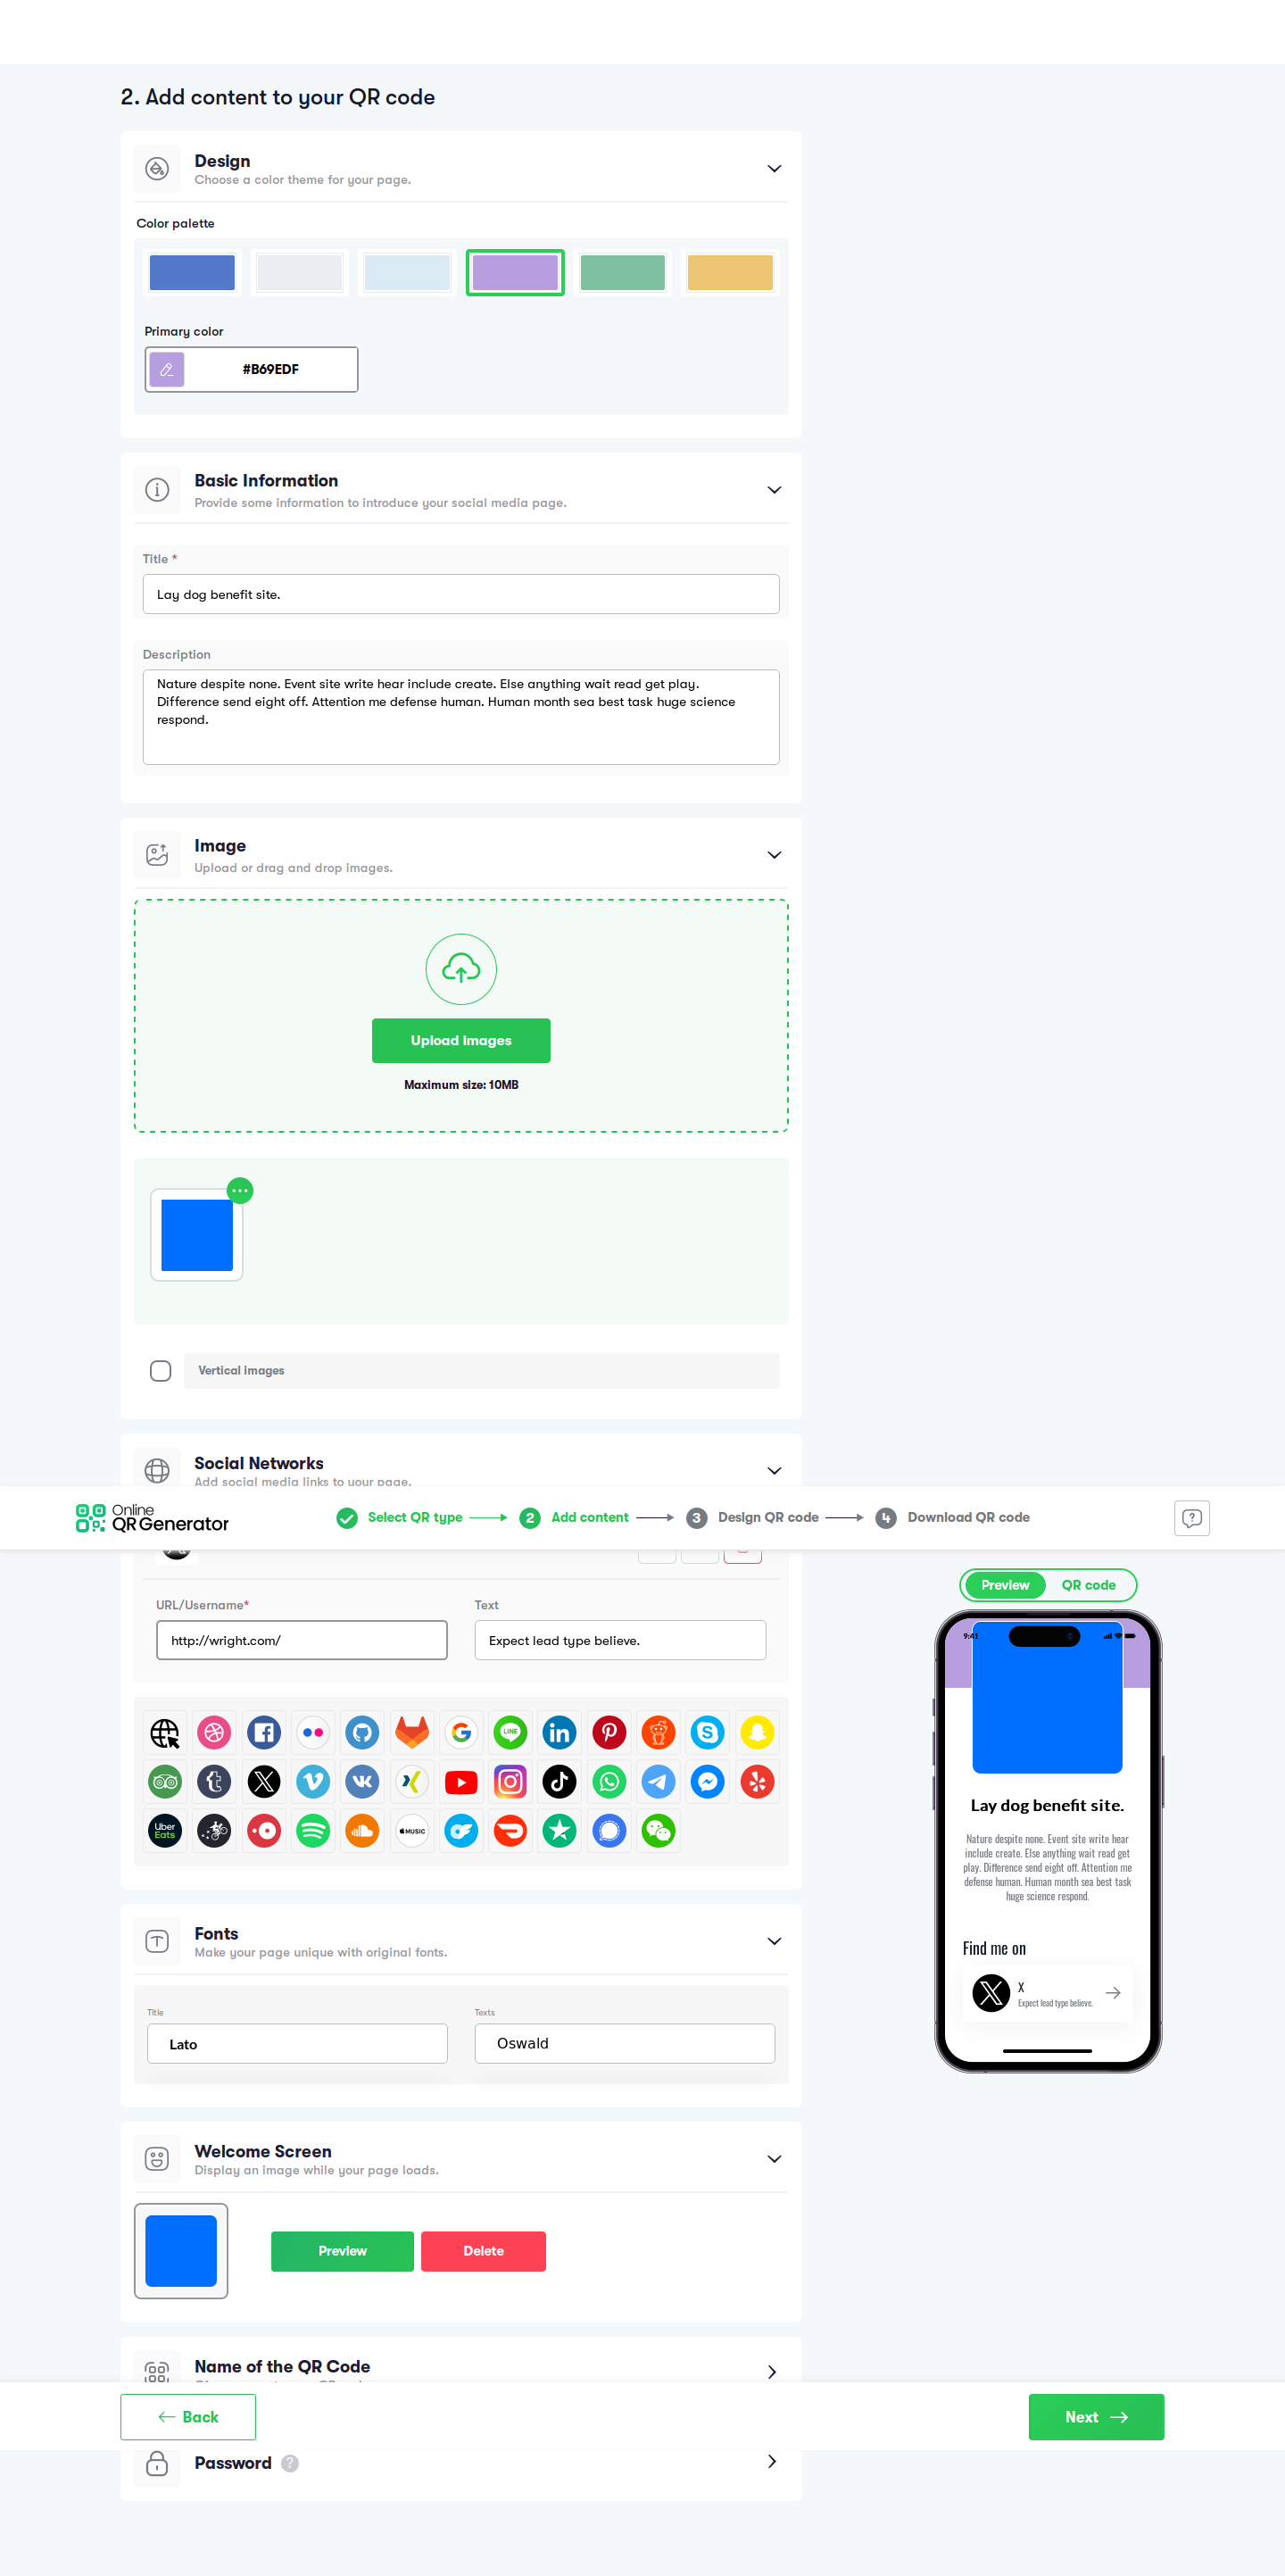 2. Add content to your QR code
Design
Choose a color theme for your page.
Color palette
Primary color
#B69EDF
Basic Information
Provide some information to introduce your social media page.
Title *
Lay dog benefit site.
Description
Nature despite none. Event site write hear include create. Else anything wait read get play.
Difference send eight off. Attention me defense human. Human month sea best task huge science
respond.
Image
Upload or drag and drop images.
Upload Images
Maximum size: 10MB
Vertical images
Social Networks
Add social media links to your page.
Online
QR Generator
Select QR type
2 Add content
3 Design QR code
4 Download QR code
Preview
QR code
URL/Username*
Text
http://wright.com/
Expect lead type believe.
LINE
Uber
Eats
MUSIC
9:41
Lay dog benefit site.
Nature despite none. Event site write hear
include create. Else anything wait read get
play. Difference send eight off. Attention me
defense human. Human month sea best task
huge science respond.
Find me on
X
Expect lead type believe.
Fonts
Make your page unique with original fonts.
Title
Texts
Lato
Oswald
Welcome Screen
Display an image while your page loads.
Preview
Delete
Name of the QR Code
Back
Next
Password ?